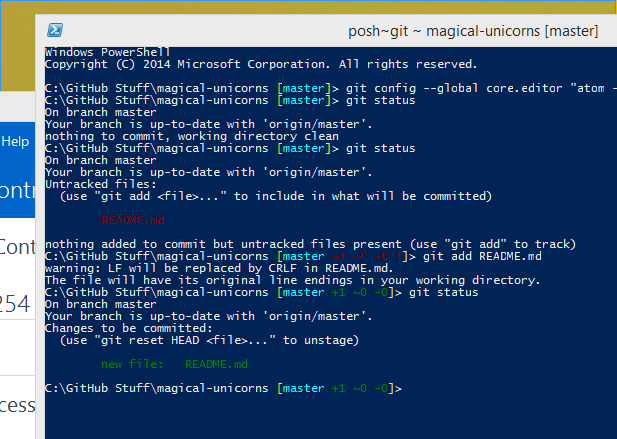 posh~git ~ magical-unicorns [master]
Windows PowerShell
Copyright (C) 2014 Microsoft Corporation. All rights reserved.
C:\GitHub Stuff\magical-unicorns [master]> git config --global core.editor "atom -
C:\GitHub Stuff\magical-unicorns [master]> git status
On branch master
Your branch is up-to-date with 'origin/master'.
nothing to commit, working directory clean
C:\GitHub Stuff\magical-unicorns [master]> git status
On branch master
Your branch is up-to-date with 'origin/master'.
Untracked files:
(use "git add <file>..." to include in what will be committed)
README.md
nothing added to commit but untracked files present (use "git add" to track)
C:\GitHub Stuff\magical-unicorns [master +1 ~0 -0 !]> git add README.md
warning: LF will be replaced by CRLF in README.md.
The file will have its original line endings in your working directory.
C:\GitHub Stuff\magical-unicorns [master +1 ~0 -0]> git status
On branch master
Your branch is up-to-date with 'origin/master'.
Changes to be committed:
(use "git reset HEAD <file>..." to unstage)
new file: README.md
C:\GitHub Stuff\magical-unicorns [master +1 ~0 -0]>
Help
ontr
Cont
254
cess